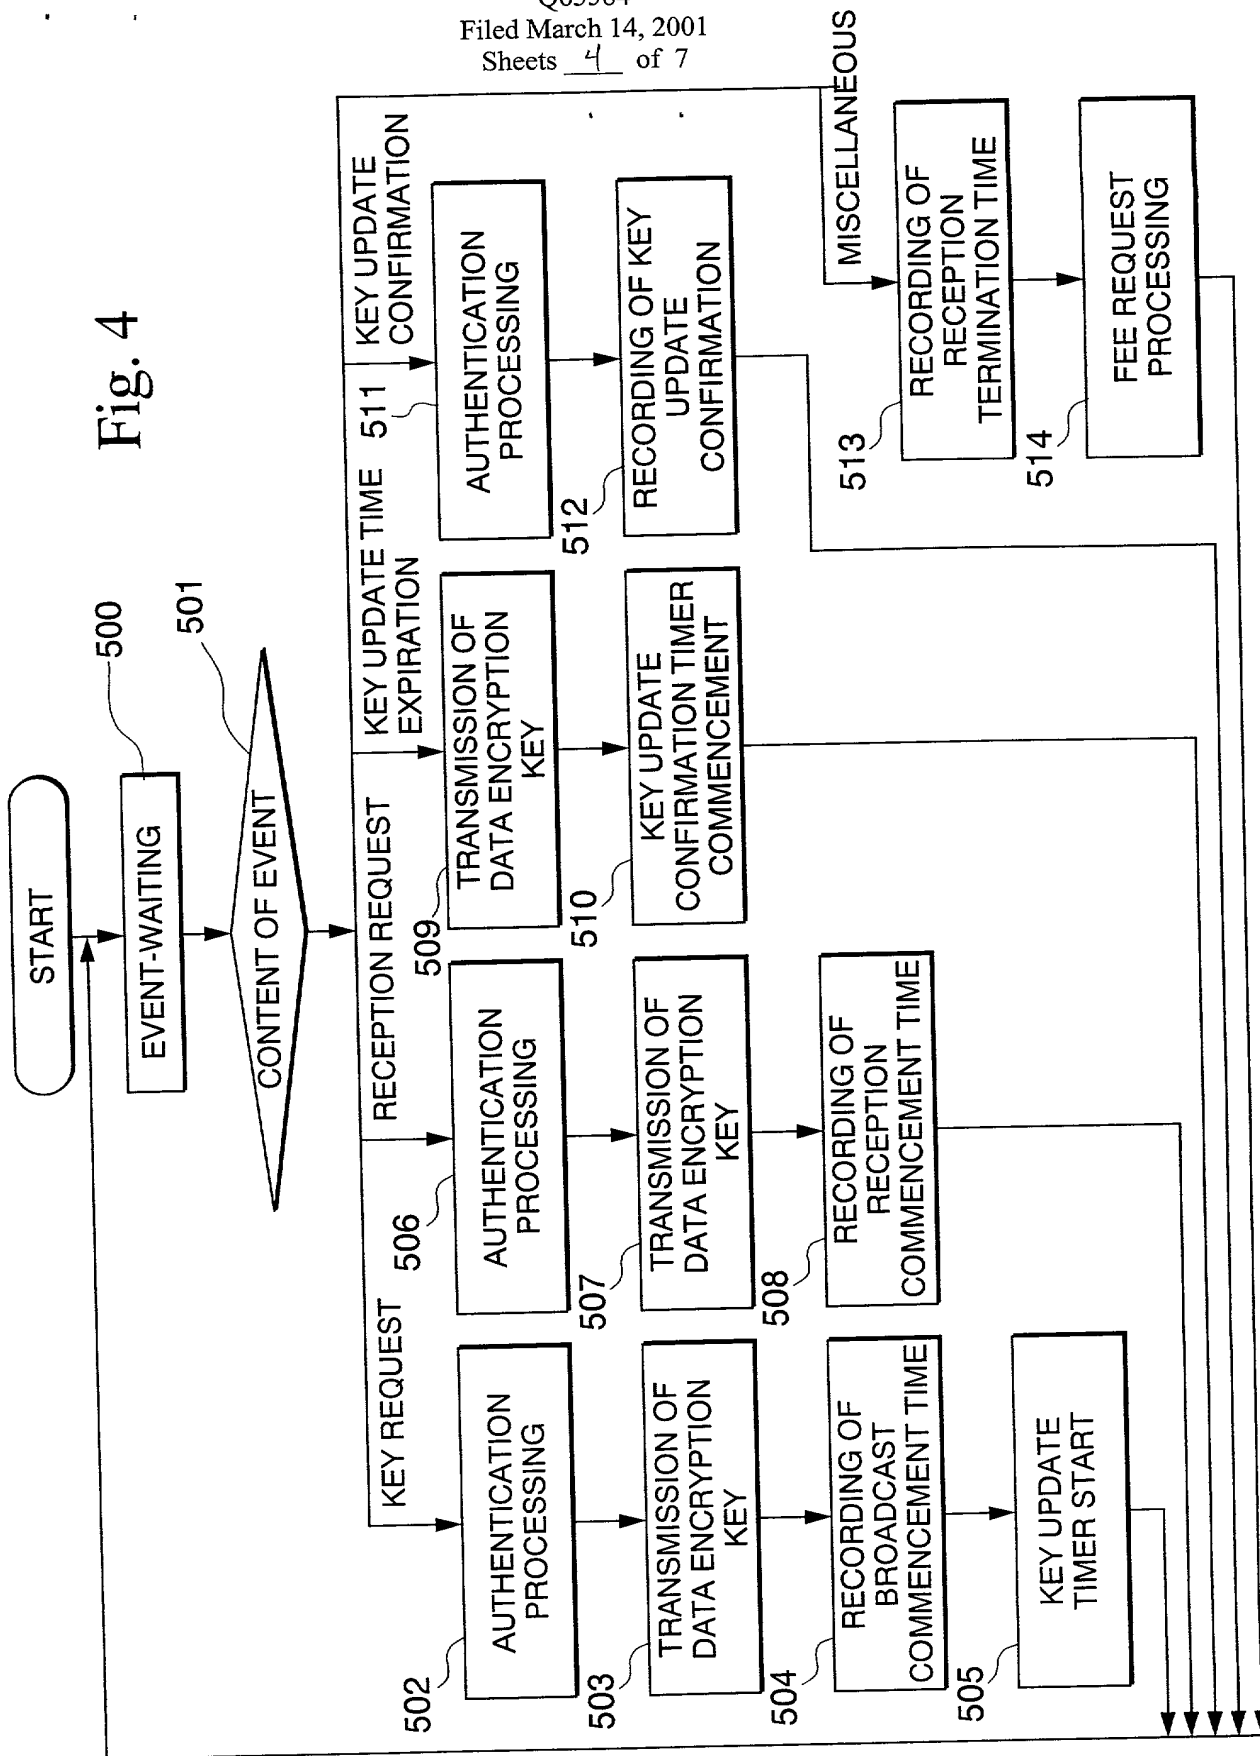 Filed March 14, 2001
Sheets 4 of 7
Fig. 4
START
EVENT-WAITING
500
CONTENT OF EVENT
501
KEY REQUEST
502
AUTHENTICATION
PROCESSING
503
TRANSMISSION OF
DATA ENCRYPTION
KEY
504
RECORDING OF
BROADCAST
COMMENCEMENT TIME
505
KEY UPDATE
TIMER START
RECEPTION REQUEST
506
AUTHENTICATION
PROCESSING
507
TRANSMISSION OF
DATA ENCRYPTION
KEY
508
RECORDING OF
RECEPTION
COMMENCEMENT TIME
KEY UPDATE TIME
EXPIRATION
509
TRANSMISSION OF
DATA ENCRYPTION
KEY
510
KEY UPDATE
CONFIRMATION TIMER
COMMENCEMENT
KEY UPDATE
CONFIRMATION
511
AUTHENTICATION
PROCESSING
512
RECORDING OF KEY
UPDATE
CONFIRMATION
MISCELLANEOUS
513
RECORDING OF
RECEPTION
TERMINATION TIME
514
FEE REQUEST
PROCESSING